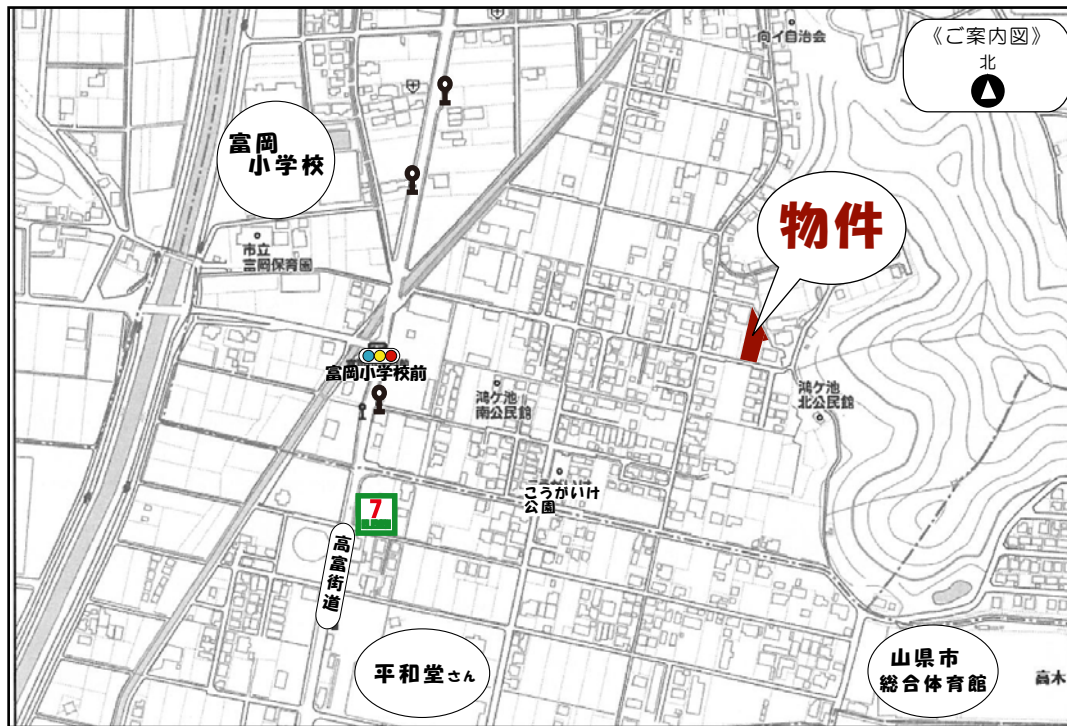 向イ自治会
《ご案内図》
北
富岡
小学校
物件
市立
富岡保育園
富岡小学校前
鴻ケ池
南公民館
鴻ケ池
北公民館
こうがいけ
公園
7
高富街道
平和堂さん
山県市
総合体育館
高木